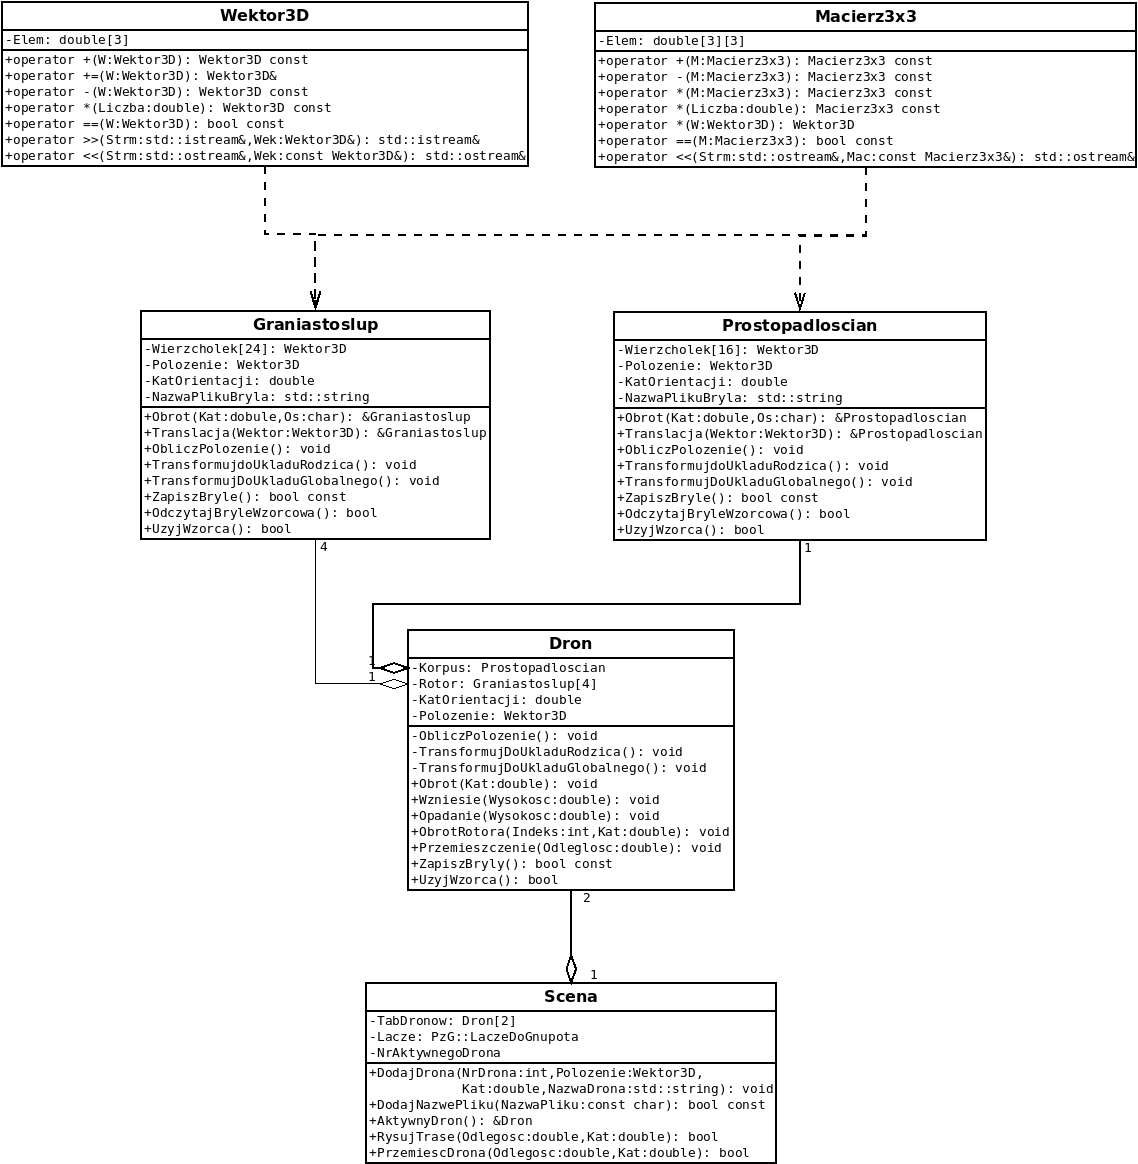 Wektor3D
-Elem: double[3]
+operator +(W:Wektor3D): Wektor3D const
+operator +=(W:Wektor3D): Wektor3D&
+operator -(W:Wektor3D): Wektor3D const
+operator *(Liczba:double): Wektor3D const
+operator ==(W:Wektor3D): bool const
+operator >>(Strm:std::istream&,Wek:Wektor3D&): std::istream&
+operator <<(Strm:std::ostream&,Wek:const Wektor3D&): std::ostream&
Macierz3x3
-Elem: double[3][3]
+operator +(M:Macierz3x3): Macierz3x3 const
+operator -(M:Macierz3x3): Macierz3x3 const
+operator *(M:Macierz3x3): Macierz3x3 const
+operator *(Liczba:double): Macierz3x3 const
+operator *(W:Wektor3D): Wektor3D
+operator ==(M:Macierz3x3): bool const
+operator <<(Strm:std::ostream&,Mac:const Macierz3x3&): std::ostream&
Graniastoslup
-Wierzcholek[24]: Wektor3D
-Polozenie: Wektor3D
-KatOrientacji: double
-NazwaPlikuBryla: std::string
+Obrot(Kat:dobule,Os:char): &Graniastoslup
+Translacja(Wektor:Wektor3D): &Graniastoslup
+ObliczPolozenie(): void
+TransformujdoUkladuRodzica(): void
+TransformujDoUkladuGlobalnego(): void
+ZapiszBryle(): bool const
+OdczytajBryleWzorcowa(): bool
+UzyjWzorca(): bool
4
Prostopadloscian
-Wierzcholek[16]: Wektor3D
-Polozenie: Wektor3D
-KatOrientacji: double
-NazwaPlikuBryla: std::string
+Obrot(Kat:dobule,Os:char): &Prostopadloscian
+Translacja(Wektor:Wektor3D): &Prostopadloscian
+ObliczPolozenie(): void
+TransformujdoUkladuRodzica(): void
+TransformujDoUkladuGlobalnego(): void
+ZapiszBryle(): bool const
+OdczytajBryleWzorcowa(): bool
+UzyjWzorca(): bool
1
1
1
Dron
-Korpus: Prostopadloscian
-Rotor: Graniastoslup[4]
-KatOrientacji: double
-Polozenie: Wektor3D
-ObliczPolozenie(): void
-TransformujDoUkladuRodzica(): void
-TransformujDoUkladuGlobalnego(): void
+Obrot(Kat:double): void
+Wzniesie(Wysokosc:double): void
+Opadanie(Wysokosc:double): void
+ObrotRotora(Indeks:int,Kat:double): void
+Przemieszczenie(Odleglosc:double): void
+ZapiszBryly(): bool const
+UzyjWzorca(): bool
2
1
Scena
-TabDronow: Dron[2]
-Lacze: PzG::LaczeDoGnupota
-NrAktywnegoDrona
+DodajDrona(NrDrona:int,Polozenie:Wektor3D,
Kat:double,NazwaDrona:std::string): void
+DodajNazwePliku(NazwaPliku:const char): bool const
+AktywnyDron(): &Dron
+RysujTrase(Odlegosc:double,Kat:double): bool
+PrzemiescDrona(Odlegosc:double,Kat:double): bool